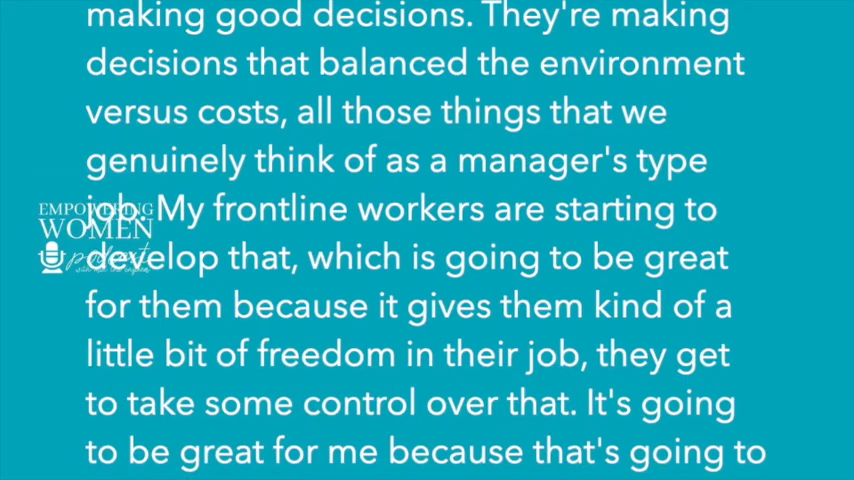 making good decisions. They're making
decisions that balanced the environment
versus costs, all those things that we
genuinely think of as a manager's type
job. My frontline workers are starting to
develop that, which is going to be great
for them because it gives them kind of a
little bit of freedom in their job, they get
to take some control over that. It's going
to be great for me because that's going to
EMPOWERING
WOMEN
podcast